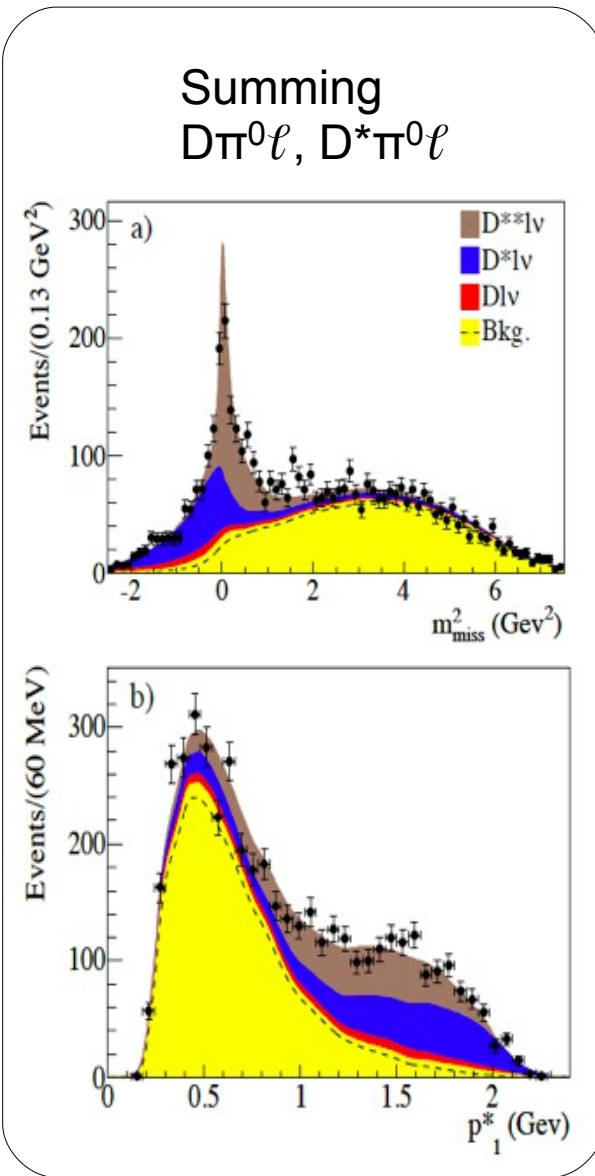 Summing
Dπ⁰ℓ, D*π⁰ℓ
a)
D**lν
D*lν
Dlν
Bkg.
Events/(0.13 GeV²)
300
200
100
0
-2 0 2 4 6
m²miss (Gev²)
b)
Events/(60 MeV)
300
200
100
0
0 0.5 1 1.5 2
p*₁ (Gev)